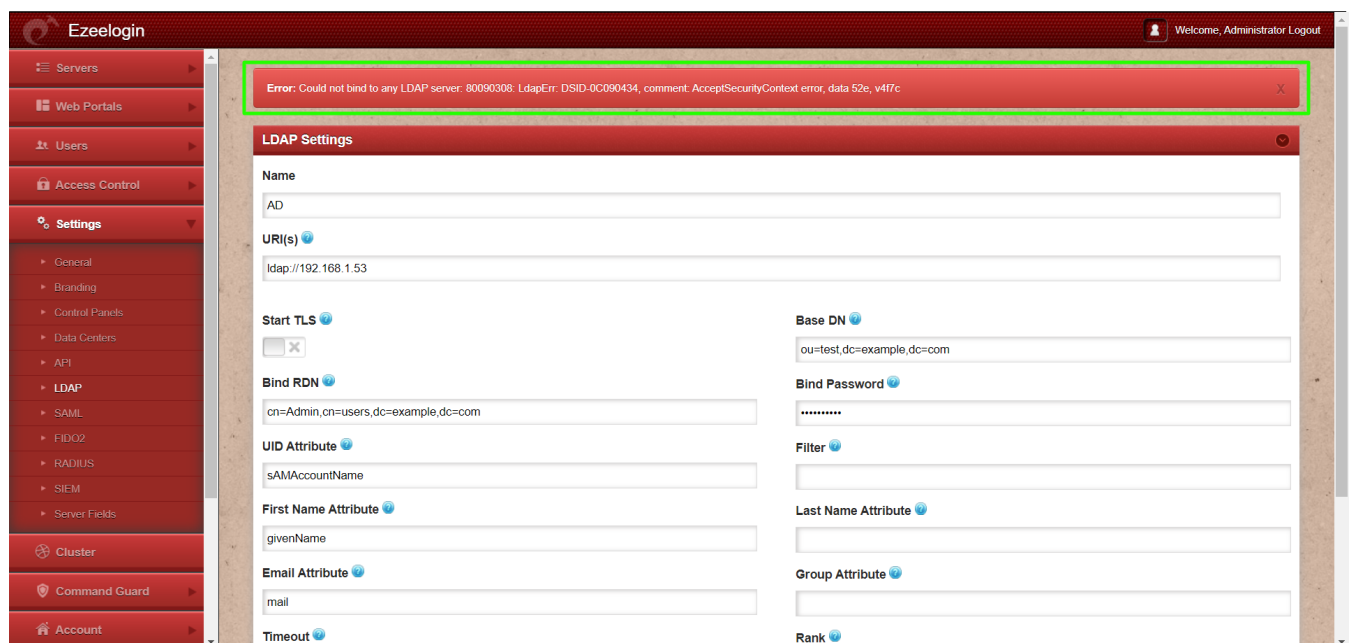 Ezeelogin
Welcome, Administrator Logout
Servers
Web Portals
Users
Access Control
Settings
General
Branding
Control Panels
Data Centers
API
LDAP
SAML
FIDO2
RADIUS
SIEM
Server Fields
Cluster
Command Guard
Account
Error: Could not bind to any LDAP server: 80090308: LdapErr: DSID-0C090434, comment: AcceptSecurityContext error, data 52e, v4f7c
X
LDAP Settings
Name
AD
URI(s)
ldap://192.168.1.53
Start TLS
Base DN
ou=test,dc=example,dc=com
Bind RDN
Bind Password
cn=Admin,cn=users,dc=example,dc=com
••••••••••
UID Attribute
Filter
sAMAccountName
First Name Attribute
Last Name Attribute
givenName
Email Attribute
Group Attribute
mail
Timeout
Rank